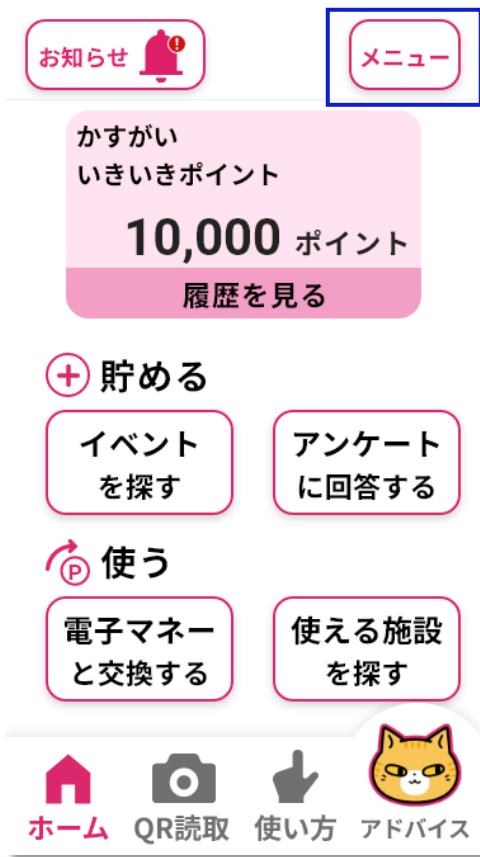 お知らせ
メニュー
かすがい
いきいきポイント
10,000 ポイント
履歴を見る
貯める
イベント
を探す
アンケート
に回答する
P 使う
電子マネー
と交換する
使える施設
を探す
ホーム
QR読取
使い方
アドバイス